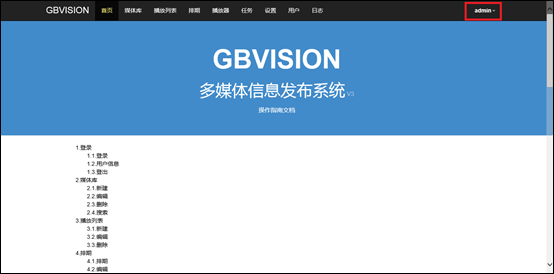 GBVISION 首页 媒体库 播放列表 排期 播放器 任务 设置 用户 日志 admin
GBVISION
多媒体信息发布系统 V3
操作指南文档
1.登录
1.1.登录
1.2.用户信息
1.3.登出
2.媒体库
2.1.新建
2.2.编辑
2.3.删除
2.4.搜索
3.播放列表
3.1.新建
3.2.编辑
3.3.删除
4.排期
4.1.排期
4.2.编辑